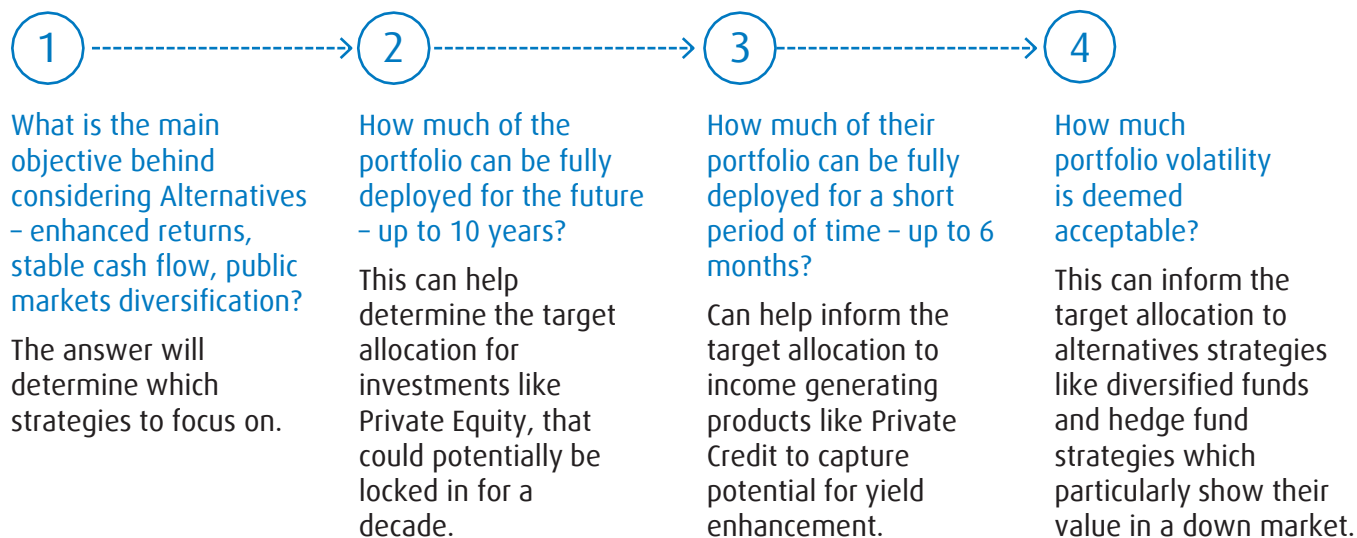 1
2
3
4
What is the main
objective behind
considering Alternatives
– enhanced returns,
stable cash flow, public
markets diversification?
The answer will
determine which
strategies to focus on.
How much of the
portfolio can be fully
deployed for the future
– up to 10 years?
This can help
determine the target
allocation for
investments like
Private Equity, that
could potentially be
locked in for a
decade.
How much of their
portfolio can be fully
deployed for a short
period of time – up to 6
months?
Can help inform the
target allocation to
income generating
products like Private
Credit to capture
potential for yield
enhancement.
How much
portfolio volatility
is deemed
acceptable?
This can inform the
target allocation to
alternatives strategies
like diversified funds
and hedge fund
strategies which
particularly show their
value in a down market.